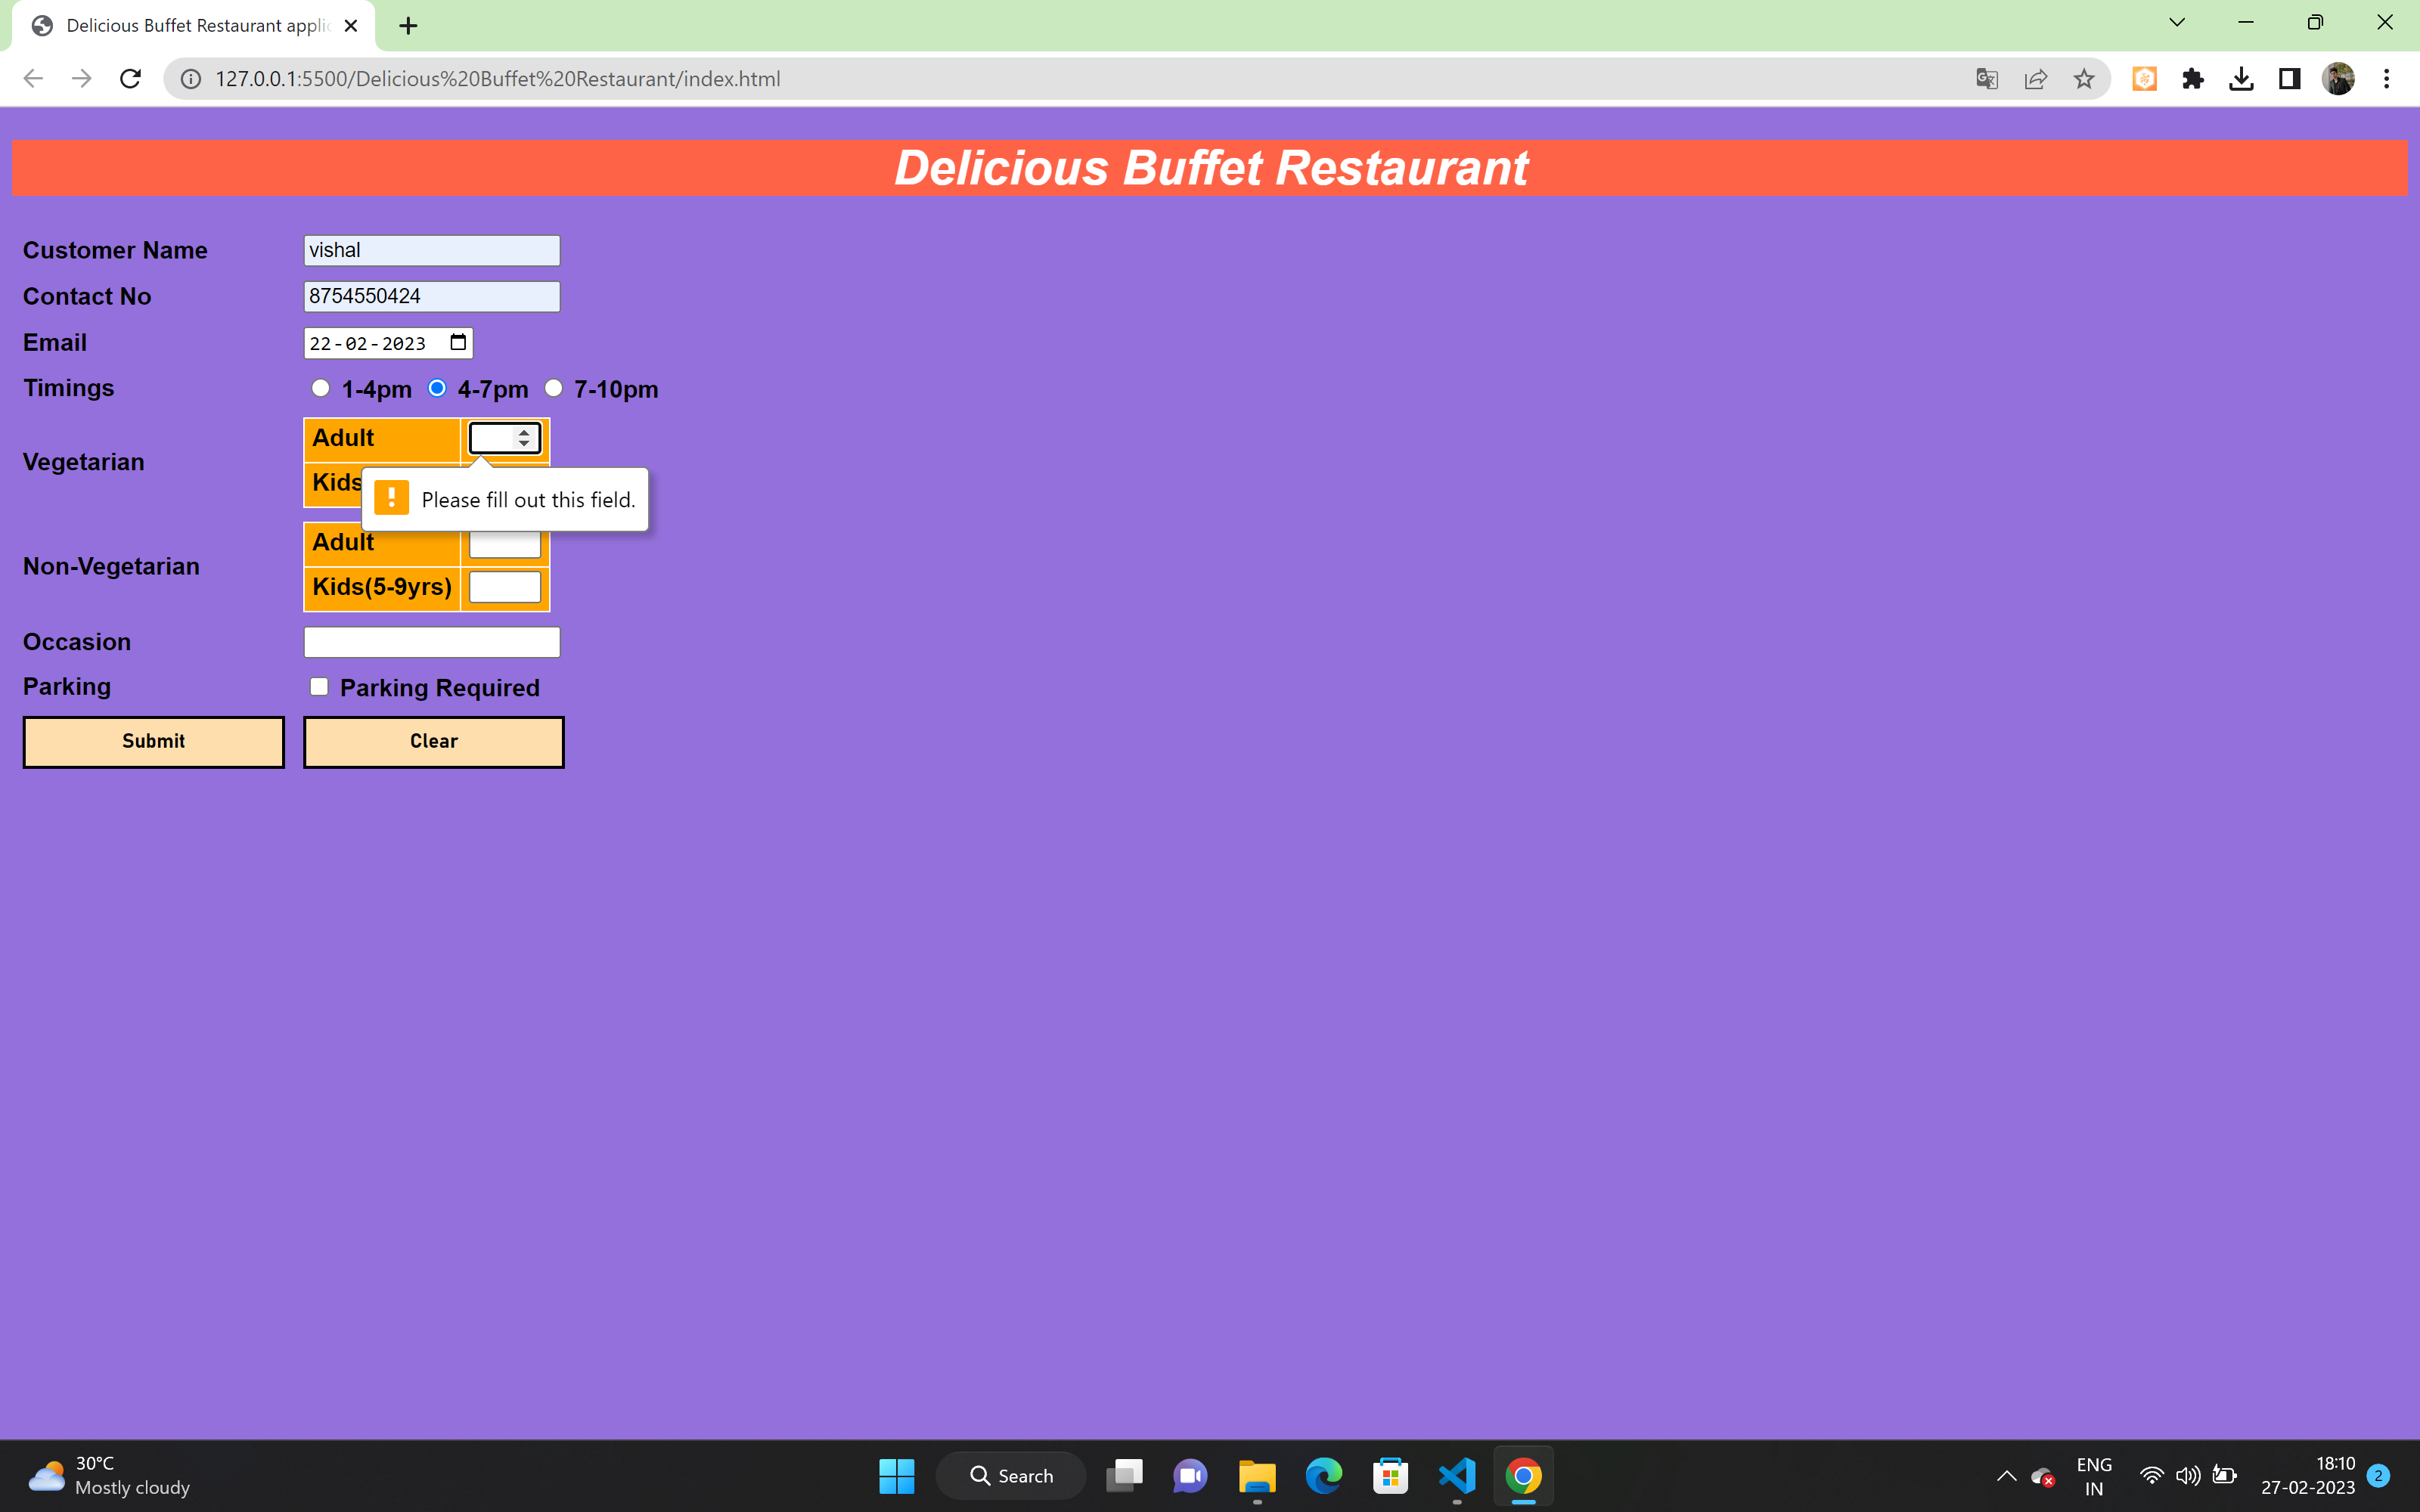 Delicious Buffet Restaurant applic
127.0.0.1:5500/Delicious%20Buffet%20Restaurant/index.html
Delicious Buffet Restaurant
Customer Name vishal
Contact No 8754550424
Email 22-02-2023
Timings 1-4pm 4-7pm 7-10pm
Vegetarian
Adult
Kids
Please fill out this field.
Non-Vegetarian
Adult
Kids(5-9yrs)
Occasion
Parking Parking Required
Submit Clear
30°C
Mostly cloudy
Search
ENG
IN
18:10
27-02-2023
2